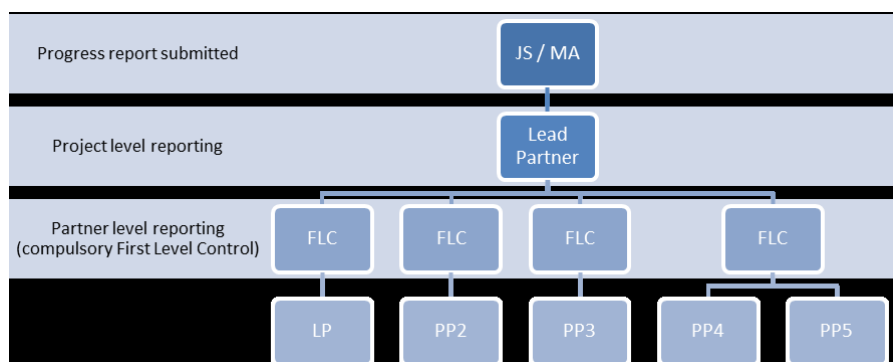 Progress report submitted
JS / MA
Project level reporting
Lead
Partner
Partner level reporting
(compulsory First Level Control)
FLC
FLC
FLC
FLC
LP
PP2
PP3
PP4
PP5